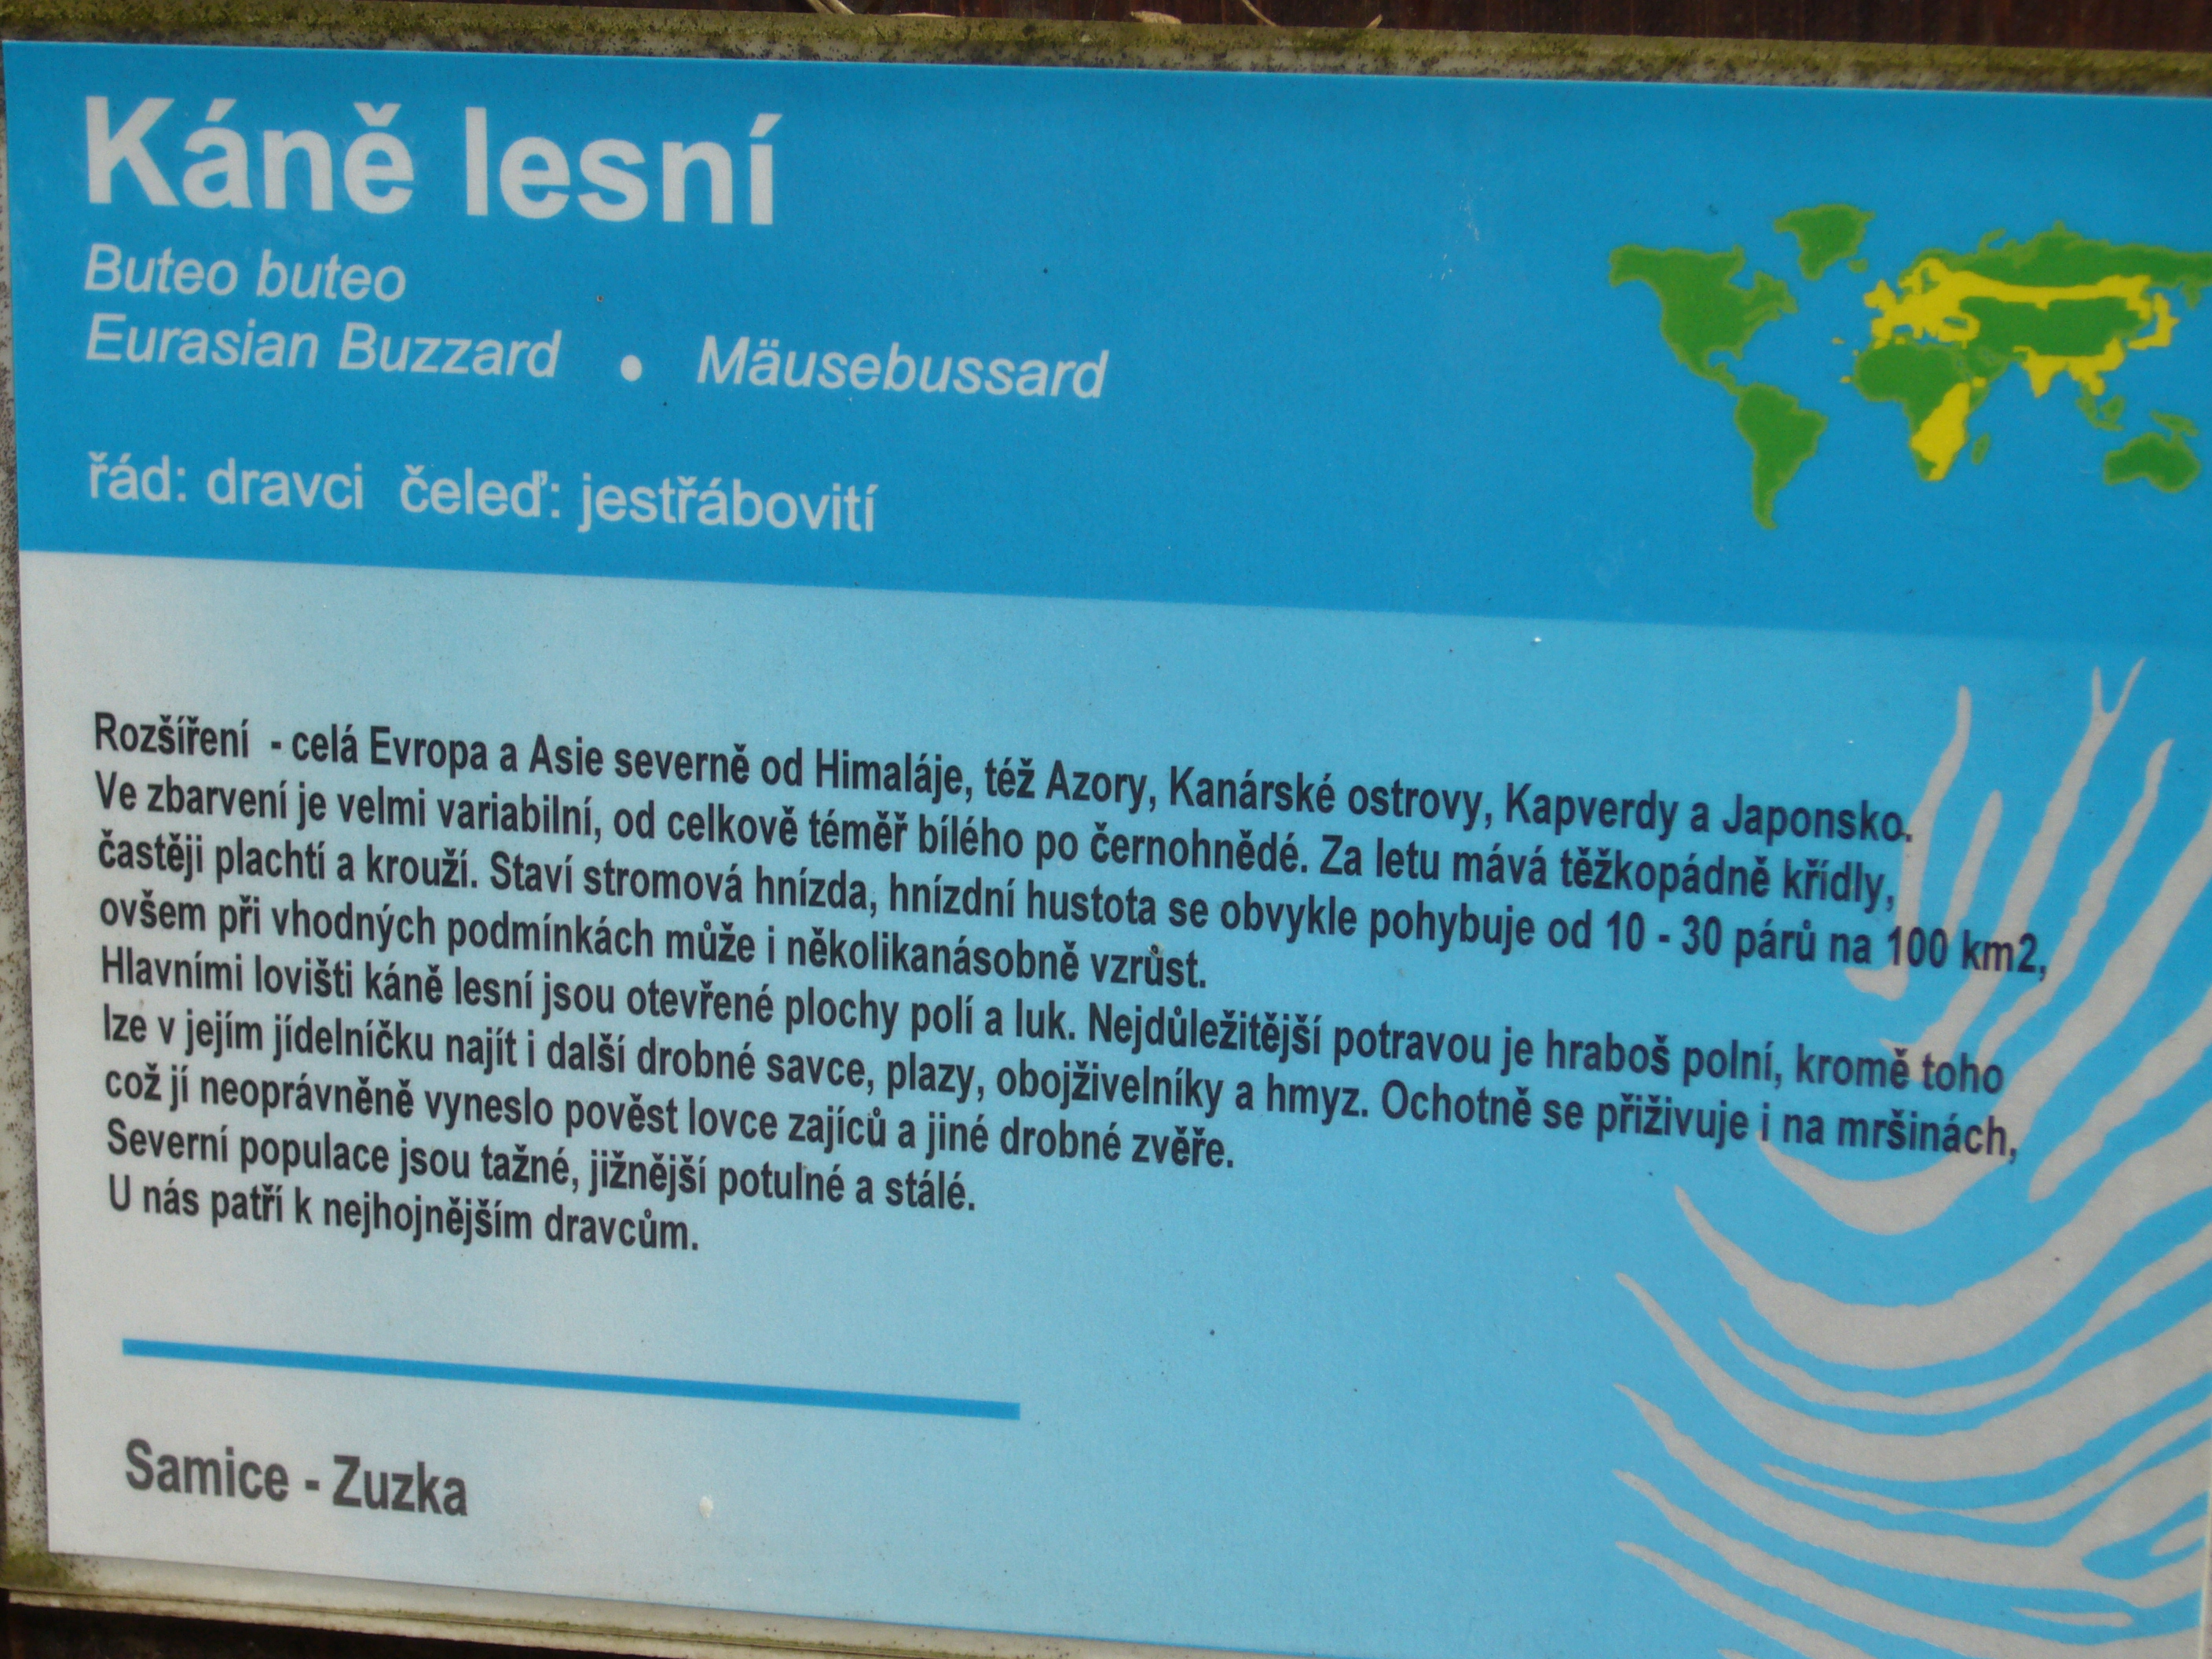 Káně lesní
Buteo buteo
Eurasian Buzzard • Mäusebussard
řád: dravci čeleď: jestřábovití
Rozšíření - celá Evropa a Asie severně od Himaláje, též Azory, Kanárské ostrovy, Kapverdy a Japonsko.
Ve zbarvení je velmi variabilní, od celkově téměř bílého po černohnědé. Za letu mává těžkopádně křídly,
častěji plachtí a krouží. Staví stromová hnízda, hnízdní hustota se obvykle pohybuje od 10 - 30 párů na 100 km2,
ovšem při vhodných podmínkách může i několikanásobně vzrůst.
Hlavními lovišti káně lesní jsou otevřené plochy polí a luk. Nejdůležitější potravou je hraboš polní, kromě toho
lze v jejím jídelníčku najít i další drobné savce, plazy, obojživelníky a hmyz. Ochotně se přiživuje i na mršinách,
což jí neoprávněně vyneslo pověst lovce zajíců a jiné drobné zvěře.
Severní populace jsou tažné, jižnější potulné a stálé.
U nás patří k nejhojnějším dravcům.
Samice - Zuzka